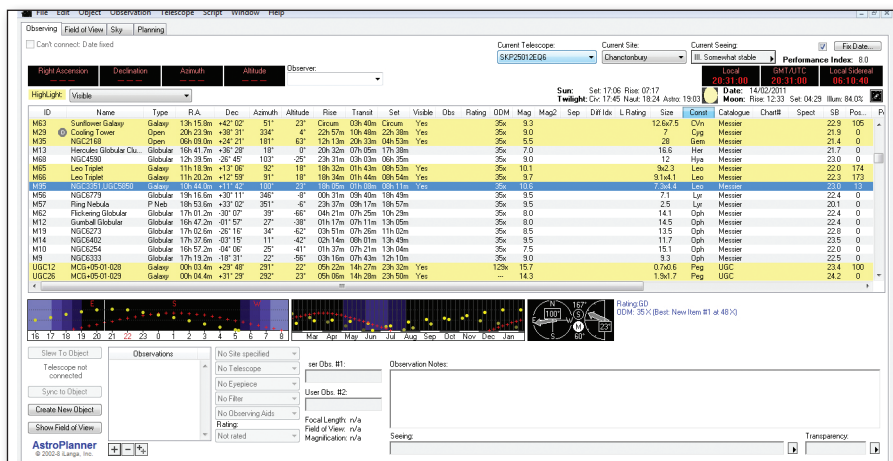 File Edit Object Observation Telescope Script Window Help
Observing Field of View Sky Planning
Can't connect: Date fixed
Current Telescope: Current Site: Current Seeing: Fix Date...
SKP25012EQ6 Chanctonbury III. Somewhat stable Performance Index: 8.0
Right Ascension Declination Azimuth Altitude Observer: Local GMT/UTC Local Sidereal
--- --- --- --- 20:31:00 20:31:00 06:10:40
HighLight: Visible
Sun: Set: 17:06 Rise: 07:17 Date: 14/02/2011
Twilight: Civ: 17:45 Naut: 18:24 Astro: 19:03 Moon: Rise: 12:33 Set: 04:29 Illum: 84.0%
ID Name Type R.A. Dec Azimuth Altitude Rise Transit Set Visible Obs Rating ODM Mag Mag2 Sep Diff Idx L.Rating Size Const Catalogue Chart# Spect SB Pos...
M63 Sunflower Galaxy Galaxy 13h 15.8m +42° 02' 51° 23° Circum 03h 40m Circum Yes 35x 9.3 12.6x7.5 CVn Messier 22.9 105
M29 Cooling Tower Open 20h 23.9m +38° 31' 334° 4° 22h 57m 10h 48m 22h 38m Yes 35x 9.0 7 Cyg Messier 21.9 0
M35 NGC2168 Open 06h 09.0m +24° 21' 181° 63° 12h 13m 20h 33m 04h 53m Yes 35x 5.5 28 Gem Messier 21.4 0
M13 Hercules Globular Clu... Globular 16h 41.7m +36° 28' 18° 0° 20h 32m 07h 05m 17h 38m 35x 7.0 16.6 Her Messier 21.7 0
M68 NGC4590 Globular 12h 39.5m -26° 45' 103° -25° 23h 31m 03h 03m 06h 35m 35x 9.0 12 Hya Messier 23.0 0
M65 Leo Triplet Galaxy 11h 18.9m +13° 06' 92° 18° 18h 32m 01h 43m 08h 53m Yes 35x 10.1 9x2.3 Leo Messier 22.0 174
M66 Leo Triplet Galaxy 11h 20.2m +12° 59' 91° 18° 18h 34m 01h 44m 08h 54m Yes 35x 9.7 9.1x4.1 Leo Messier 22.3 173
M95 NGC3351,UGC5050 Galaxy 10h 44.0m +11° 42' 100° 23° 18h 05m 01h 08m 08h 11m Yes 35x 10.6 7.3x4.4 Leo Messier 23.0 13
M56 NGC6779 Globular 19h 16.6m +30° 11' 346° -8° 00h 31m 09h 40m 18h 49m 35x 9.5 7.1 Lyr Messier 22.8 0
M57 Ring Nebula P Neb 18h 53.6m +33° 02' 351° -6° 23h 37m 09h 17m 18h 57m 35x 9.5 2.5 Lyr Messier 20.1 0
M62 Flickering Globular Globular 17h 01.2m -30° 07' 39° -66° 04h 21m 07h 25m 10h 29m 35x 8.0 14.1 Oph Messier 22.4 0
M12 Gumball Globular Globular 16h 47.2m -01° 57' 27° -38° 01h 17m 07h 11m 13h 05m 35x 8.0 14.5 Oph Messier 22.4 0
M19 NGC6273 Globular 17h 02.6m -26° 16' 34° -62° 03h 51m 07h 26m 11h 02m 35x 8.5 13.5 Oph Messier 22.8 0
M14 NGC6402 Globular 17h 37.6m -03° 15' 11° -42° 02h 14m 08h 01m 13h 49m 35x 9.5 11.7 Oph Messier 23.5 0
M10 NGC6254 Globular 16h 57.2m -04° 06' 25° -41° 01h 37m 07h 21m 13h 04m 35x 7.5 15.1 Oph Messier 22.0 0
M9 NGC6333 Globular 17h 19.2m -18° 31' 22° -56° 03h 16m 07h 43m 12h 10m 35x 9.0 9.3 Oph Messier 22.5 0
UGC12 MCG+05-01-028 Galaxy 00h 03.4m +29° 48' 291° 22° 05h 22m 14h 27m 23h 32m Yes 129x 15.7 0.7x0.6 Peg UGC 23.4 100
UGC26 MCG+05-01-029 Galaxy 00h 04.4m +31° 29' 292° 23° 05h 06m 14h 28m 23h 50m Yes --- 14.3 1.9x1.7 Peg UGC 24.2 0
E S W
16 17 18 19 20 21 22 23 0 1 2 3 4 5 6 7 8
Mar Apr May Jun Jul Aug Sep Oct Nov Dec Jan
N 167°
100° S 23°
E W M
S 60°
Rating:GD
ODM: 35 X (Best: New Item #1 at 48 X)
Slew To Object
Telescope not connected
Sync to Object
Create New Object
Show Field of View
AstroPlanner
© 2002-8 iLanga, Inc.
Observations
No Site specified
No Telescope
No Eyepiece
No Filter
No Observing Aids
Rating:
Not rated
ser Obs. #1:
User Obs. #2:
Focal Length: n/a
Field of View: n/a
Magnification: n/a
Observation Notes:
Seeing: Transparency: